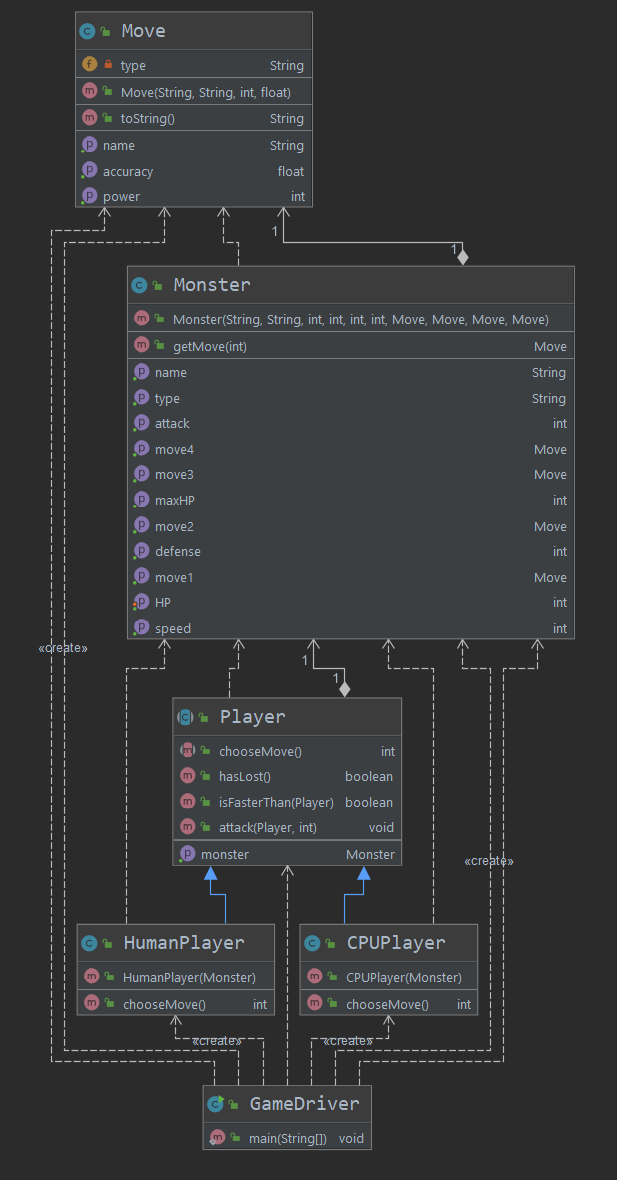 Move
type String
Move(String, String, int, float)
toString() String
name String
accuracy float
power int
1
1
Monster
Monster(String, String, int, int, int, int, Move, Move, Move, Move)
getMove(int) Move
name String
type String
attack int
move4 Move
move3 Move
maxHP int
move2 Move
defense int
move1 Move
HP int
speed int
«create»
1
1
Player
chooseMove() int
hasLost() boolean
isFasterThan(Player) boolean
attack(Player, int) void
monster Monster
«create»
HumanPlayer
HumanPlayer(Monster)
chooseMove() int
CPUPlayer
CPUPlayer(Monster)
chooseMove() int
«create» «create»
GameDriver
main(String[]) void